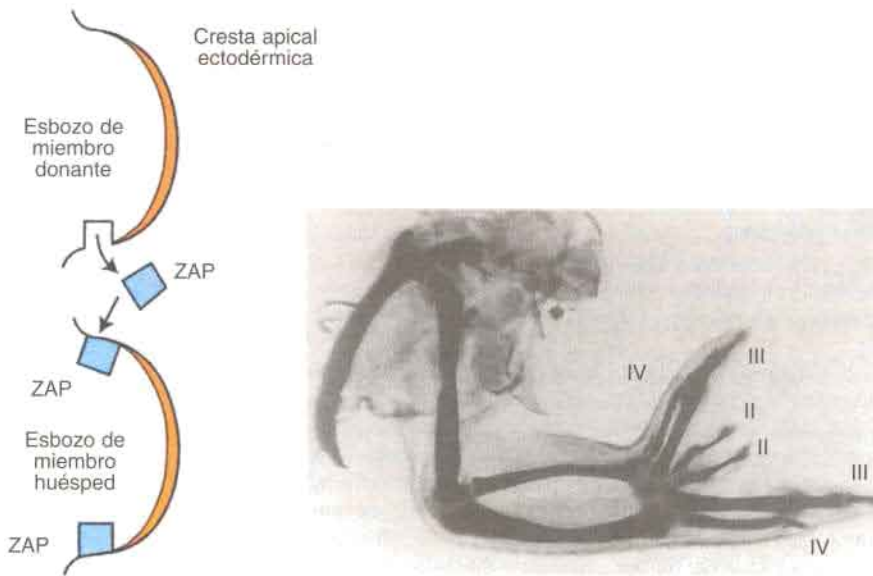 Cresta apical
ectodérmica
Esbozo de
miembro
donante
ZAP
ZAP
Esbozo de
miembro
huésped
ZAP
IV
III
II
II
III
IV